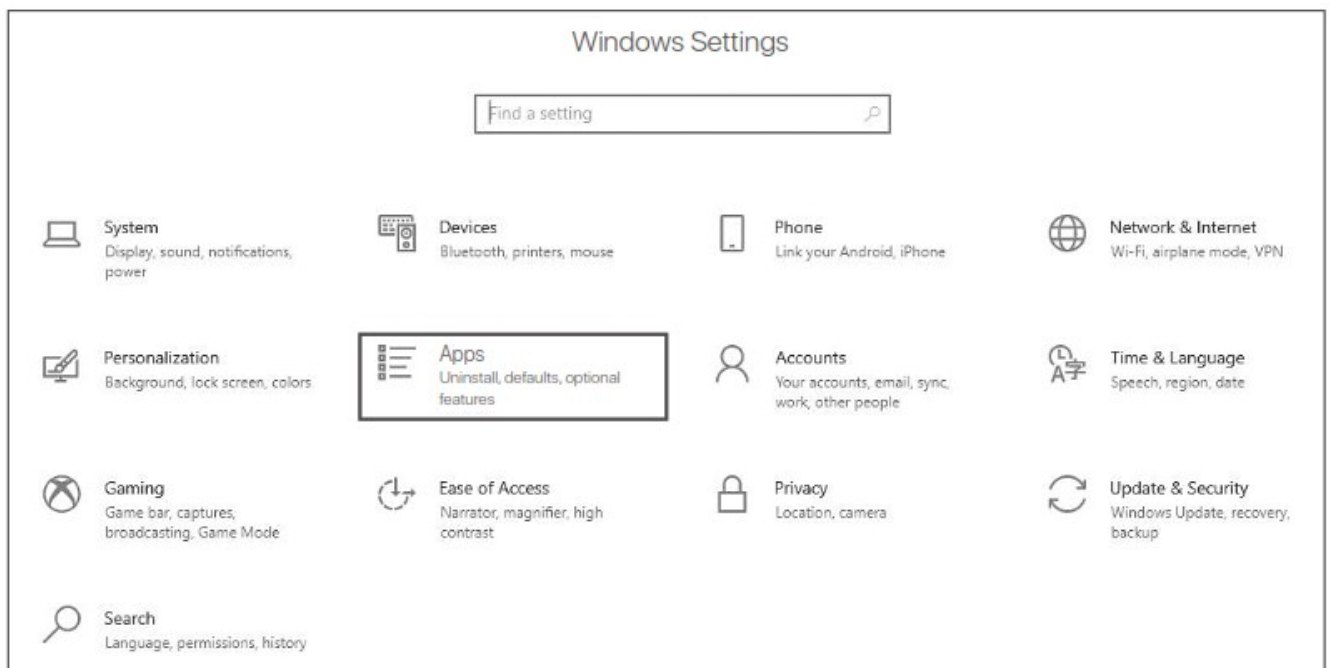 Windows Settings
Find a setting
System
Display, sound, notifications,
power
Devices
Bluetooth, printers, mouse
Phone
Link your Android, iPhone
Network & Internet
Wi-Fi, airplane mode, VPN
Personalization
Background, lock screen, colors
Apps
Uninstall, defaults, optional
features
Accounts
Your accounts, email, sync,
work, other people
Time & Language
Speech, region, date
Gaming
Game bar, captures,
broadcasting, Game Mode
Ease of Access
Narrator, magnifier, high
contrast
Privacy
Location, camera
Update & Security
Windows Update, recovery,
backup
Search
Language, permissions, history